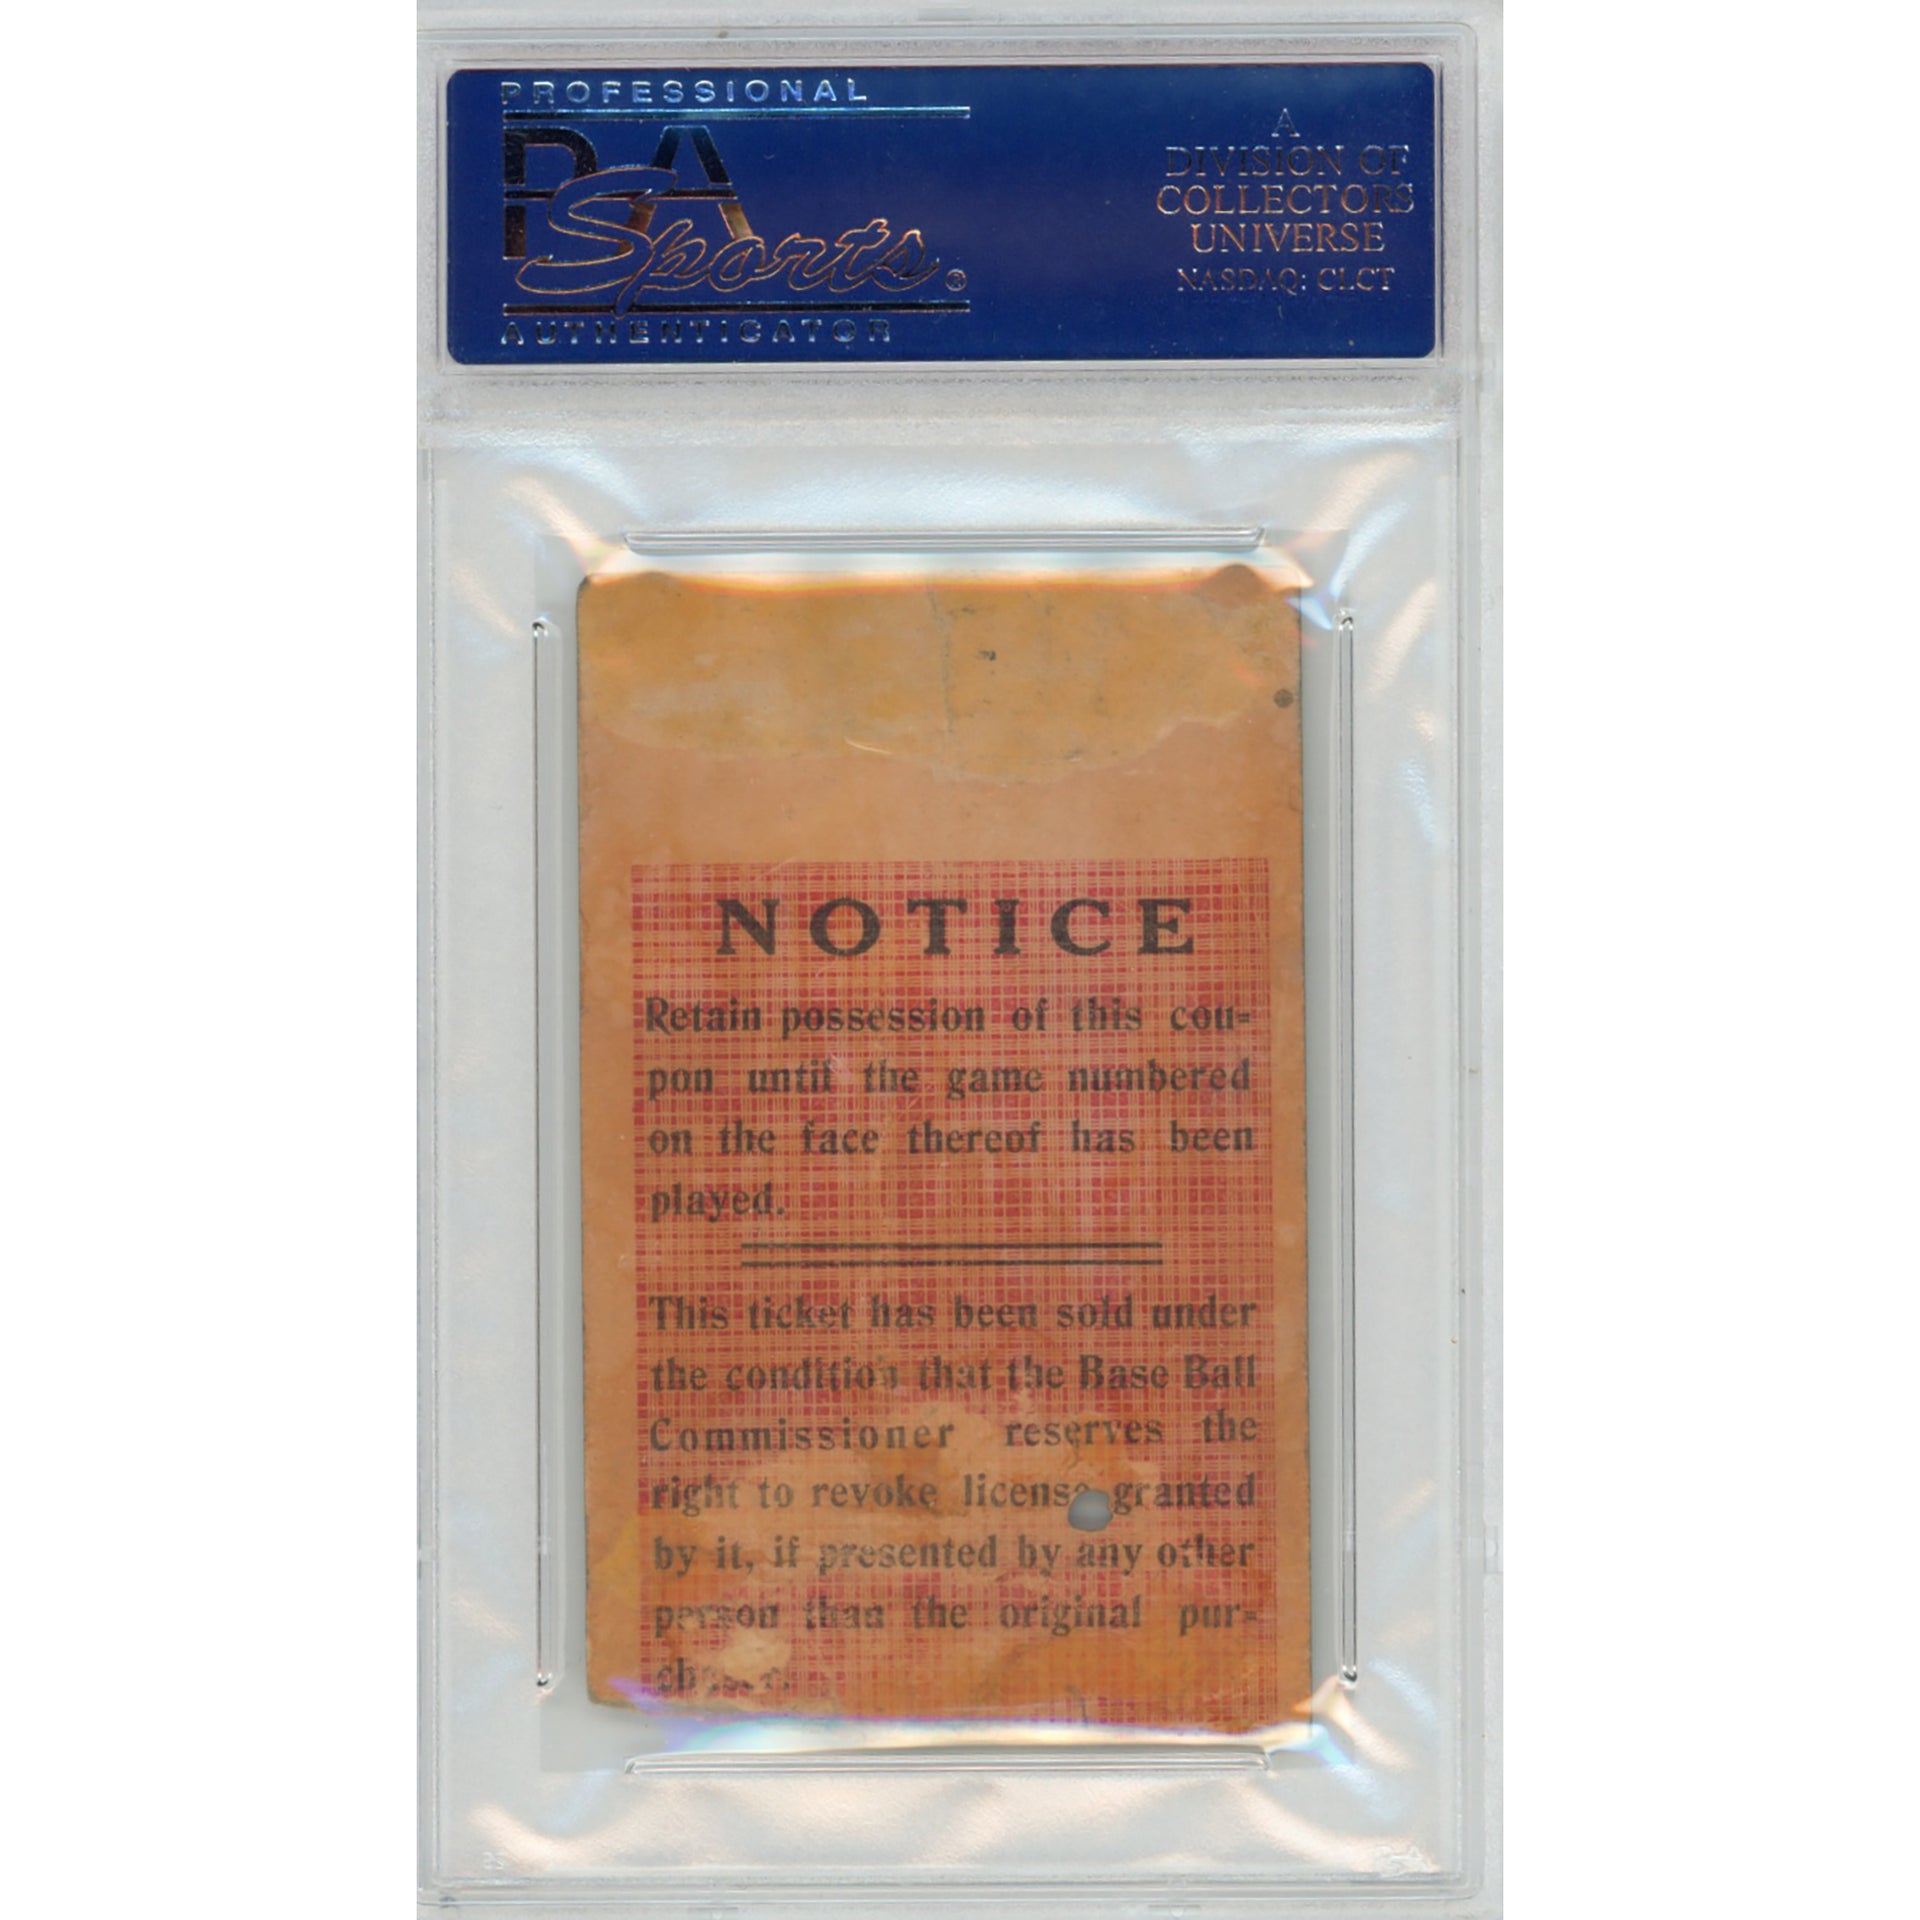 PROFESSIONAL
PSA
Sports®
AUTHENTICATOR
A
DIVISION OF
COLLECTORS
UNIVERSE
NASDAQ: CLCT
NOTICE
Retain possession of this cou-
pon until the game numbered
on the face thereof has been
played.
This ticket has been sold under
the condition that the Base Ball
Commissioner reserves the
right to revoke license granted
by it, if presented by any other
person than the original pur-